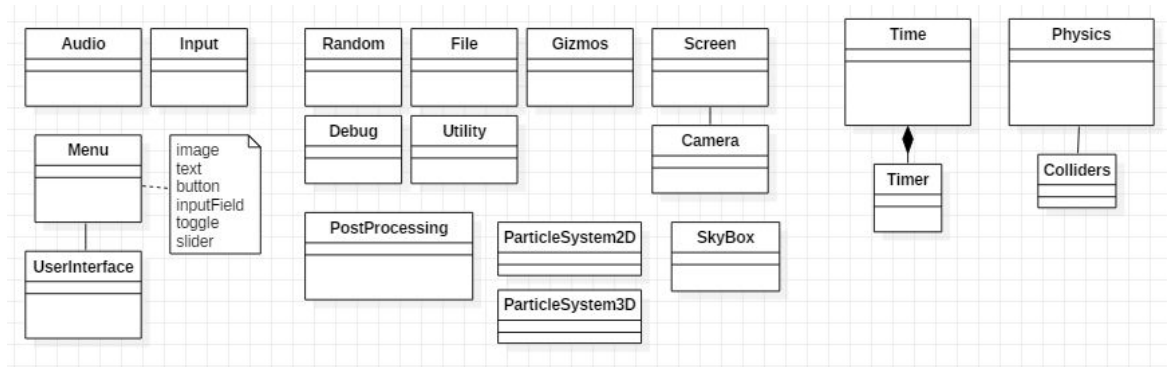 Audio
Input
Random
File
Gizmos
Screen
Time
Physics
Debug
Utility
Camera
Menu
image
text
button
inputField
toggle
slider
Timer
Colliders
PostProcessing
ParticleSystem2D
SkyBox
UserInterface
ParticleSystem3D